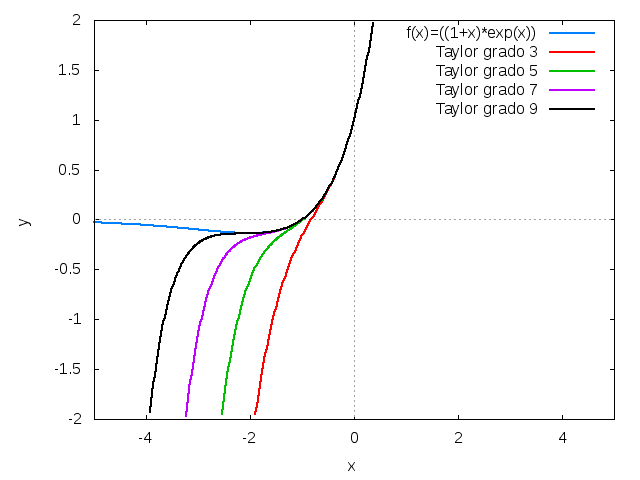 f(x)=((1+x)*exp(x))
Taylor grado 3
Taylor grado 5
Taylor grado 7
Taylor grado 9
2
1.5
1
0.5
0
-0.5
-1
-1.5
-2
y
-4 -2 0 2 4
x